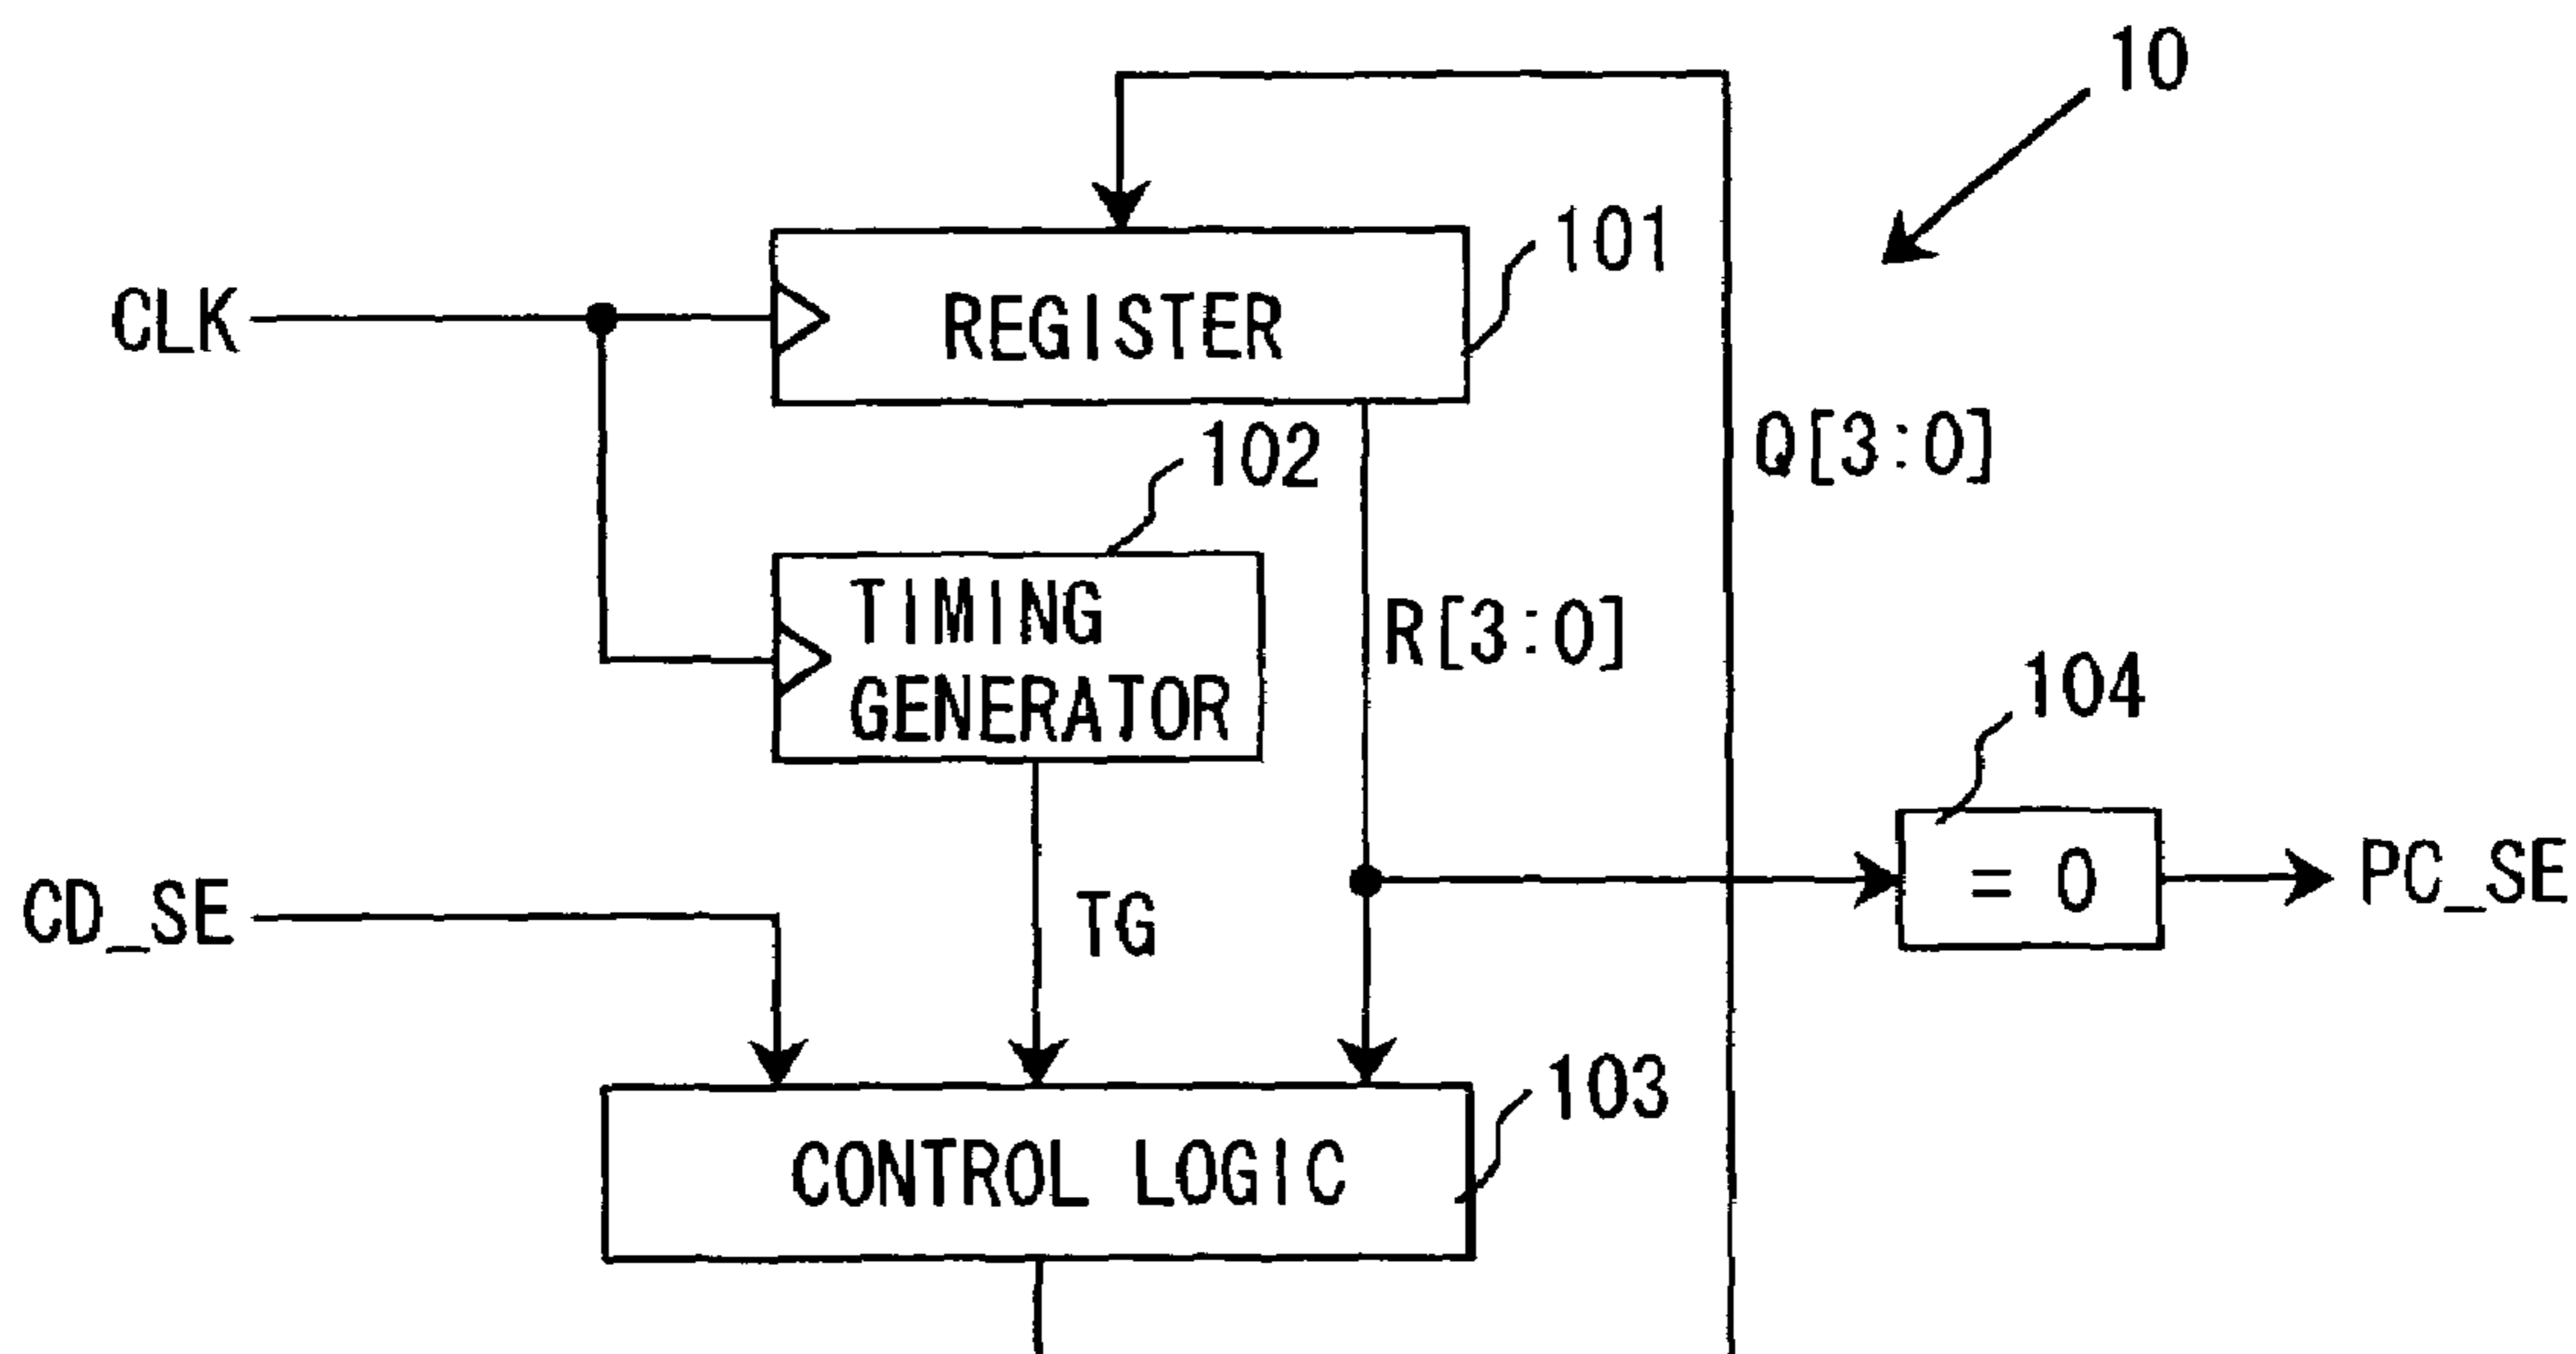 10
101
CLK
REGISTER
Q[3:0]
102
TIMING
GENERATOR
R[3:0]
104
= 0
PC_SE
CD_SE
TG
103
CONTROL LOGIC